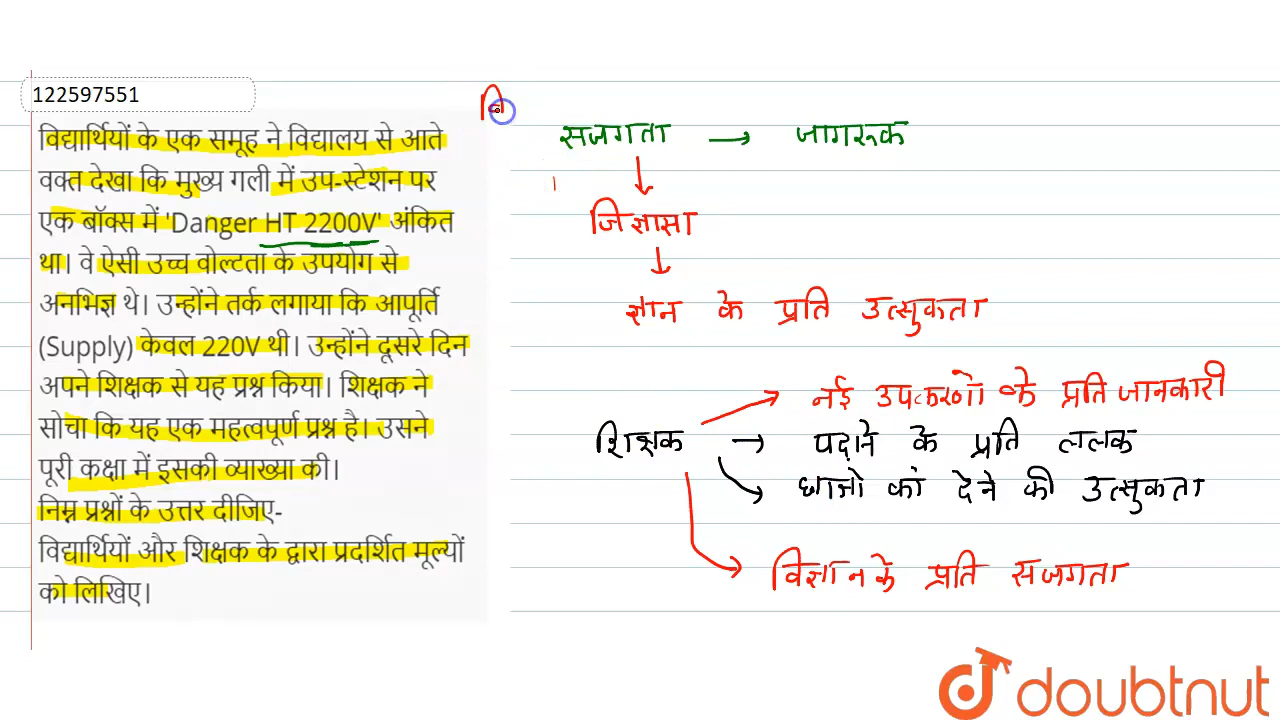 122597551
विद्यार्थियों के एक समूह ने विद्यालय से आते
वक्त देखा कि मुख्य गली में उप-स्टेशन पर
एक बॉक्स में 'Danger HT 2200V' अंकित
था। वे ऐसी उच्च वोल्टता के उपयोग से
अनभिज्ञ थे। उन्होंने तर्क लगाया कि आपूर्ति
(Supply) केवल 220V थी। उन्होंने दूसरे दिन
अपने शिक्षक से यह प्रश्न किया। शिक्षक ने
सोचा कि यह एक महत्वपूर्ण प्रश्न है। उसने
पूरी कक्षा में इसकी व्याख्या की।
निम्न प्रश्नों के उत्तर दीजिए-
विद्यार्थियों और शिक्षक के द्वारा प्रदर्शित मूल्यों
को लिखिए।
वि
सजगता → जागरूक
जिज्ञासा
ज्ञान के प्रति उत्सुकता
नई उपकरणों के प्रति जानकारी
शिक्षक → पढ़ाने के प्रति ललक
छात्रो को देने की उत्सुकता
विज्ञान के प्रति सजगता
doubtnut